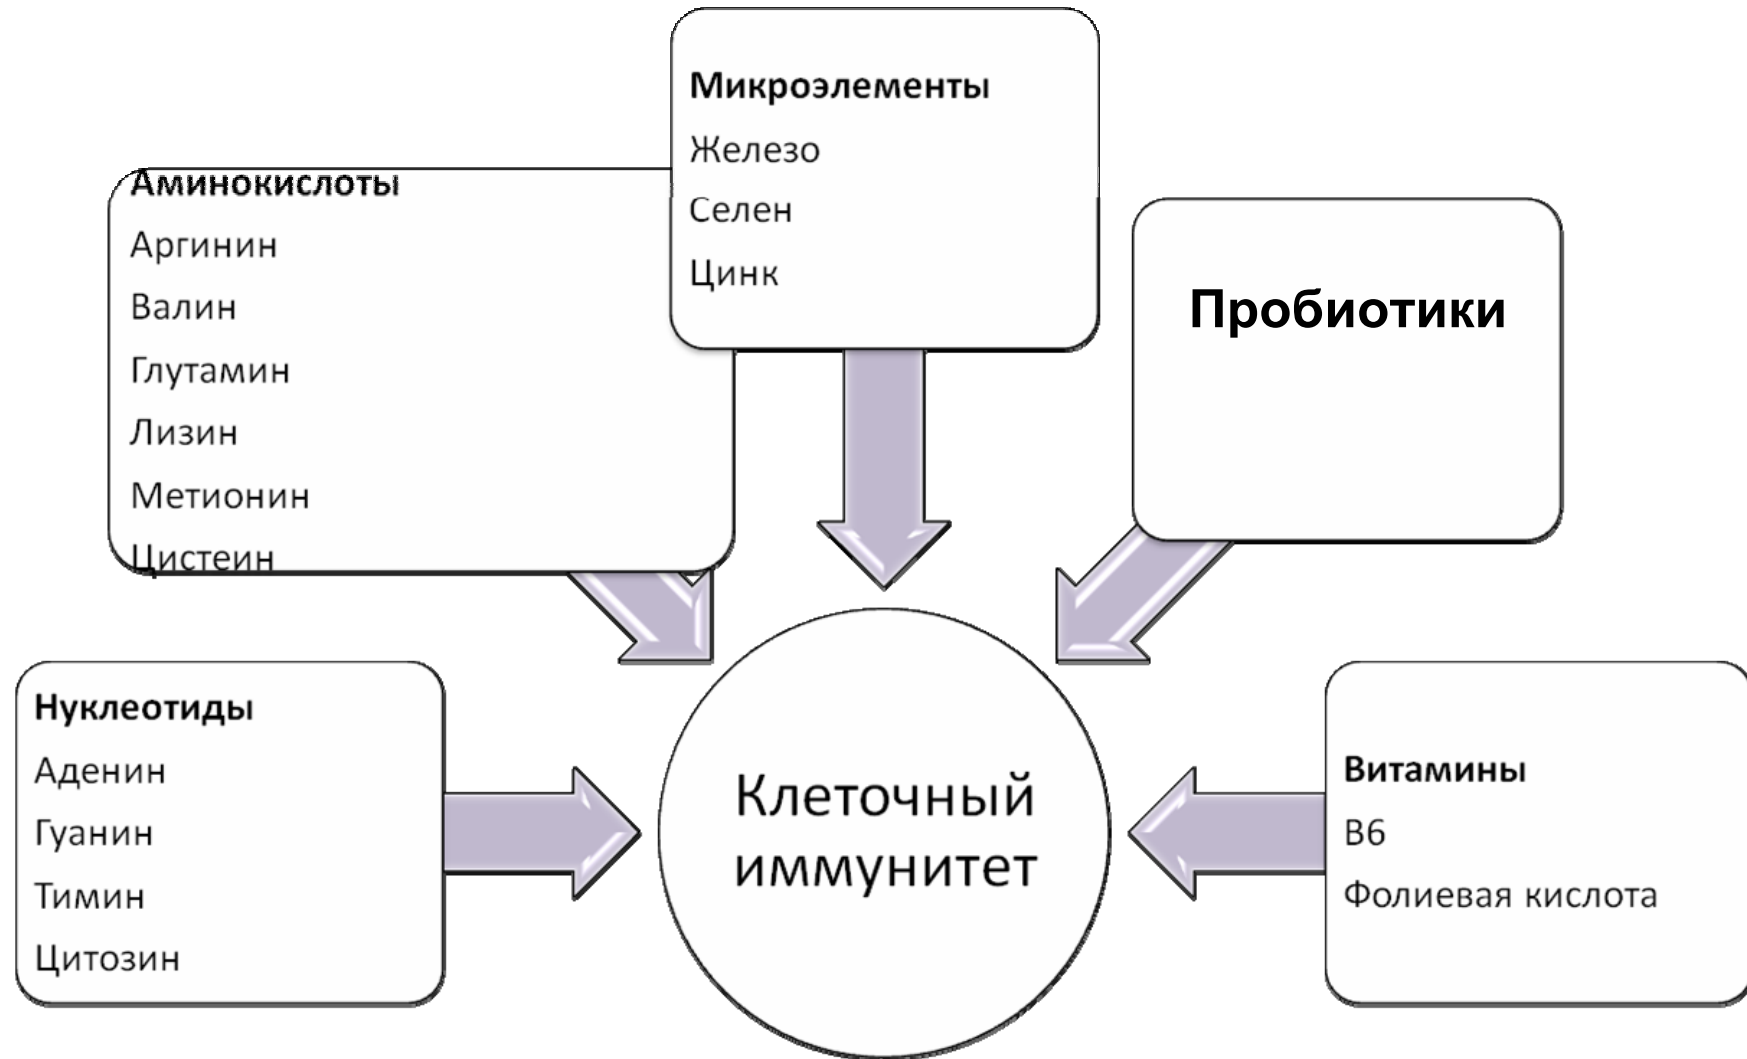 Микроэлементы
Железо
Селен
Цинк
Аминокислоты
Аргинин
Валин
Глутамин
Лизин
Метионин
Цистеин
Пробиотики
Нуклеотиды
Аденин
Гуанин
Тимин
Цитозин
Клеточный
иммунитет
Витамины
В6
Фолиевая кислота